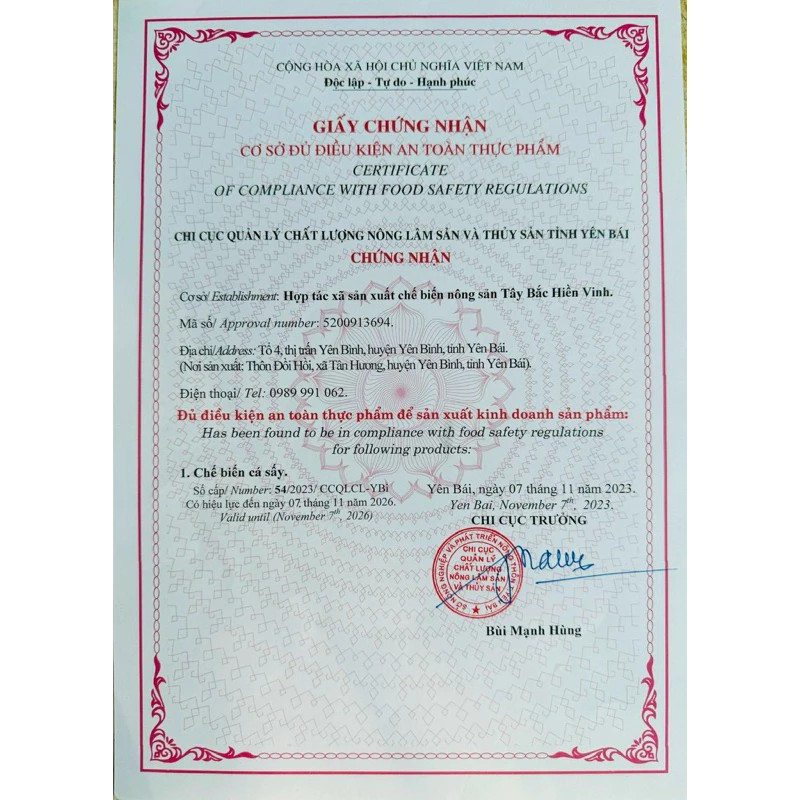 CỘNG HÒA XÃ HỘI CHỦ NGHĨA VIỆT NAM
Độc lập - Tự do - Hạnh phúc
GIẤY CHỨNG NHẬN
CƠ SỞ ĐỦ ĐIỀU KIỆN AN TOÀN THỰC PHẨM
CERTIFICATE
OF COMPLIANCE WITH FOOD SAFETY REGULATIONS
CHI CỤC QUẢN LÝ CHẤT LƯỢNG NÔNG LÂM SẢN VÀ THỦY SẢN TỈNH YÊN BÁI
CHỨNG NHẬN
Cơ sở/ Establishment: Hợp tác xã sản xuất chế biến nông sản Tây Bắc Hiền Vinh.
Mã số/ Approval number: 5200913694.
Địa chỉ/Address: Tổ 4, thị trấn Yên Bình, huyện Yên Bình, tỉnh Yên Bái.
(Nơi sản xuất: Thôn Đồi Hồi, xã Tân Hương, huyện Yên Bình, tỉnh Yên Bái).
Điện thoại/ Tel: 0989 991 062.
Đủ điều kiện an toàn thực phẩm để sản xuất kinh doanh sản phẩm:
Has been found to be in compliance with food safety regulations
for following products:
1. Chế biến cá sấy.
Số cấp/ Number: 54/2023/ CCQLCL-YBi
Có hiệu lực đến ngày 07 tháng 11 năm 2026.
Valid until (November 7th, 2026)
Yên Bái, ngày 07 tháng 11 năm 2023.
Yen Bai, November 7th, 2023.
CHI CỤC TRƯỞNG
SỞ NÔNG NGHIỆP VÀ PHÁT TRIỂN NÔNG THÔN
CHI CỤC
QUẢN LÝ
CHẤT LƯỢNG
NÔNG LÂM SẢN
VÀ THỦY SẢN
Bùi Mạnh Hùng